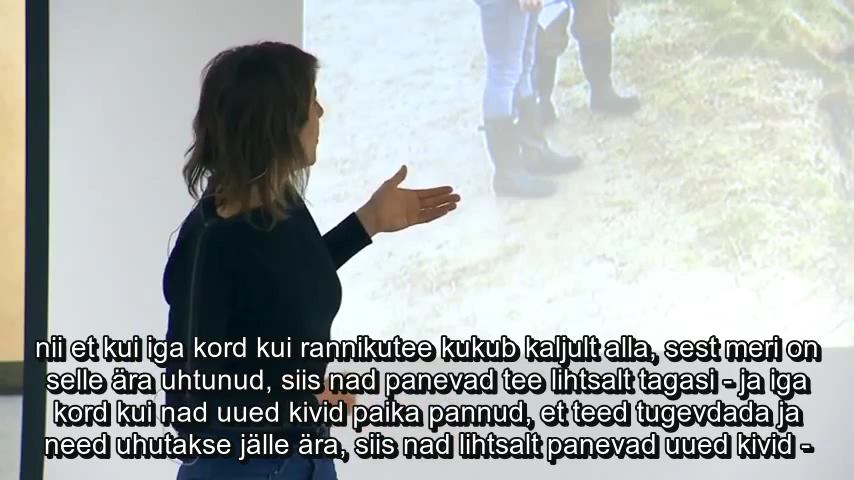 nii et kui iga kord kui rannikutee kukub kaljult alla, sest meri on
selle ära uhtunud, siis nad panevad tee lihtsalt tagasi - ja iga
kord kui nad uued kivid paika pannud, et teed tugevdada ja
need uhutakse jälle ära, siis nad lihtsalt panevad uued kivid -